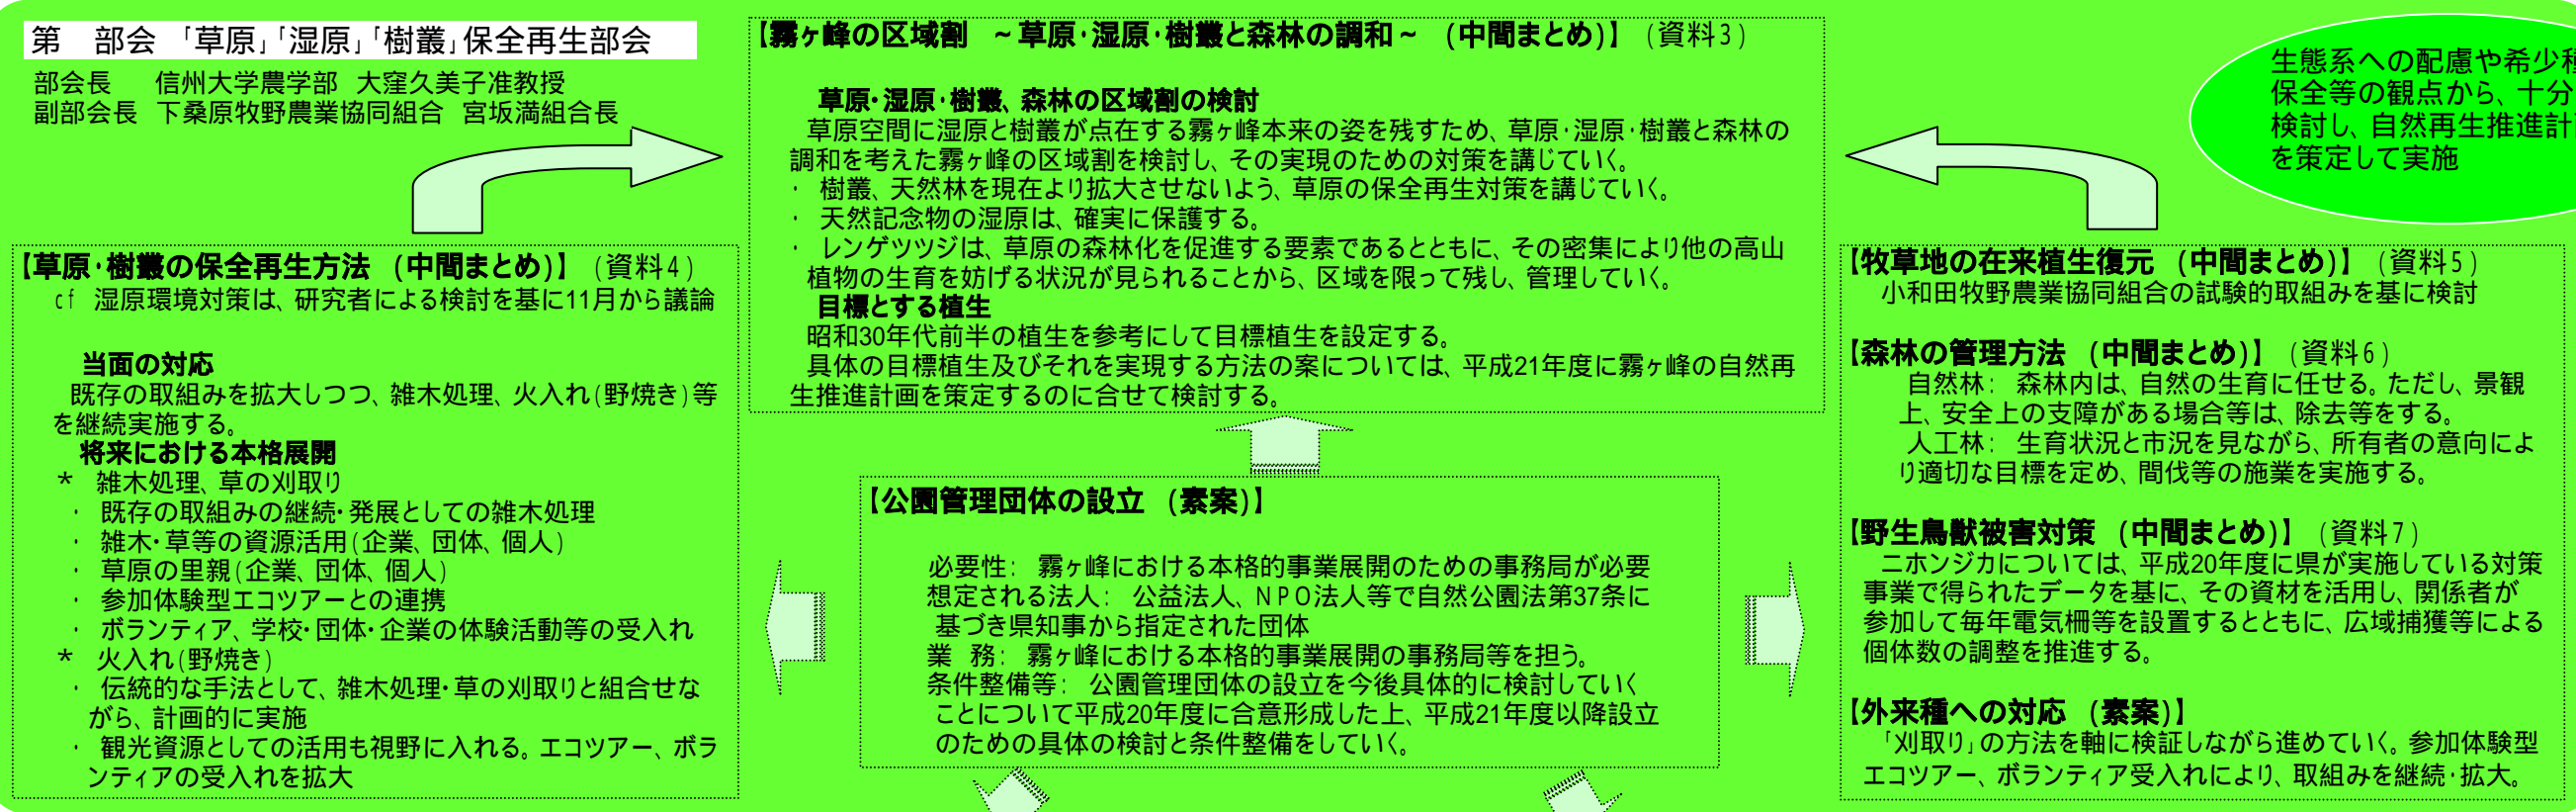 第　部会　「草原」「湿原」「樹叢」保全再生部会
部会長　信州大学農学部　大窪久美子准教授
副部会長　下桑原牧野農業協同組合　宮坂満組合長
【霧ヶ峰の区域割　～草原・湿原・樹叢と森林の調和～　(中間まとめ)】（資料3）
草原・湿原・樹叢、森林の区域割の検討
草原空間に湿原と樹叢が点在する霧ヶ峰本来の姿を残すため、草原・湿原・樹叢と森林の
調和を考えた霧ヶ峰の区域割を検討し、その実現のための対策を講じていく。
・ 樹叢、天然林を現在より拡大させないよう、草原の保全再生対策を講じていく。
・ 天然記念物の湿原は、確実に保護する。
・ レンゲツツジは、草原の森林化を促進する要素であるとともに、その密集により他の高山
植物の生育を妨げる状況が見られることから、区域を限って残し、管理していく。
目標とする植生
昭和30年代前半の植生を参考にして目標植生を設定する。
具体の目標植生及びそれを実現する方法の案については、平成21年度に霧ヶ峰の自然再
生推進計画を策定するのに合せて検討する。
生態系への配慮や希少種
保全等の観点から、十分
検討し、自然再生推進計
を策定して実施
【草原・樹叢の保全再生方法　(中間まとめ)】（資料4）
cf 湿原環境対策は、研究者による検討を基に11月から議論
当面の対応
既存の取組みを拡大しつつ、雑木処理、火入れ(野焼き)等
を継続実施する。
将来における本格展開
* 雑木処理、草の刈取り
・ 既存の取組みの継続・発展としての雑木処理
・ 雑木・草等の資源活用(企業、団体、個人)
・ 草原の里親(企業、団体、個人)
・ 参加体験型エコツアーとの連携
・ ボランティア、学校・団体・企業の体験活動等の受入れ
* 火入れ(野焼き)
・ 伝統的な手法として、雑木処理・草の刈取りと組合せな
がら、計画的に実施
・ 観光資源としての活用も視野に入れる。エコツアー、ボラ
ンティアの受入れを拡大
【公園管理団体の設立　(素案)】
必要性： 霧ヶ峰における本格的事業展開のための事務局が必要
想定される法人： 公益法人、NPO法人等で自然公園法第37条に
基づき県知事から指定された団体
業　務： 霧ヶ峰における本格的事業展開の事務局等を担う。
条件整備等： 公園管理団体の設立を今後具体的に検討していく
ことについて平成20年度に合意形成した上、平成21年度以降設立
のための具体の検討と条件整備をしていく。
【牧草地の在来植生復元　(中間まとめ)】（資料5）
小和田牧野農業協同組合の試験的取組みを基に検討
【森林の管理方法　(中間まとめ)】（資料6）
自然林： 森林内は、自然の生育に任せる。ただし、景観
上、安全上の支障がある場合等は、除去等をする。
人工林： 生育状況と市況を見ながら、所有者の意向によ
り適切な目標を定め、間伐等の施業を実施する。
【野生鳥獣被害対策　(中間まとめ)】（資料7）
ニホンジカについては、平成20年度に県が実施している対策
事業で得られたデータを基に、その資材を活用し、関係者が
参加して毎年電気柵等を設置するとともに、広域捕獲等による
個体数の調整を推進する。
【外来種への対応　(素案)】
「刈取り」の方法を軸に検証しながら進めていく。参加体験型
エコツアー、ボランティア受入れにより、取組みを継続・拡大。